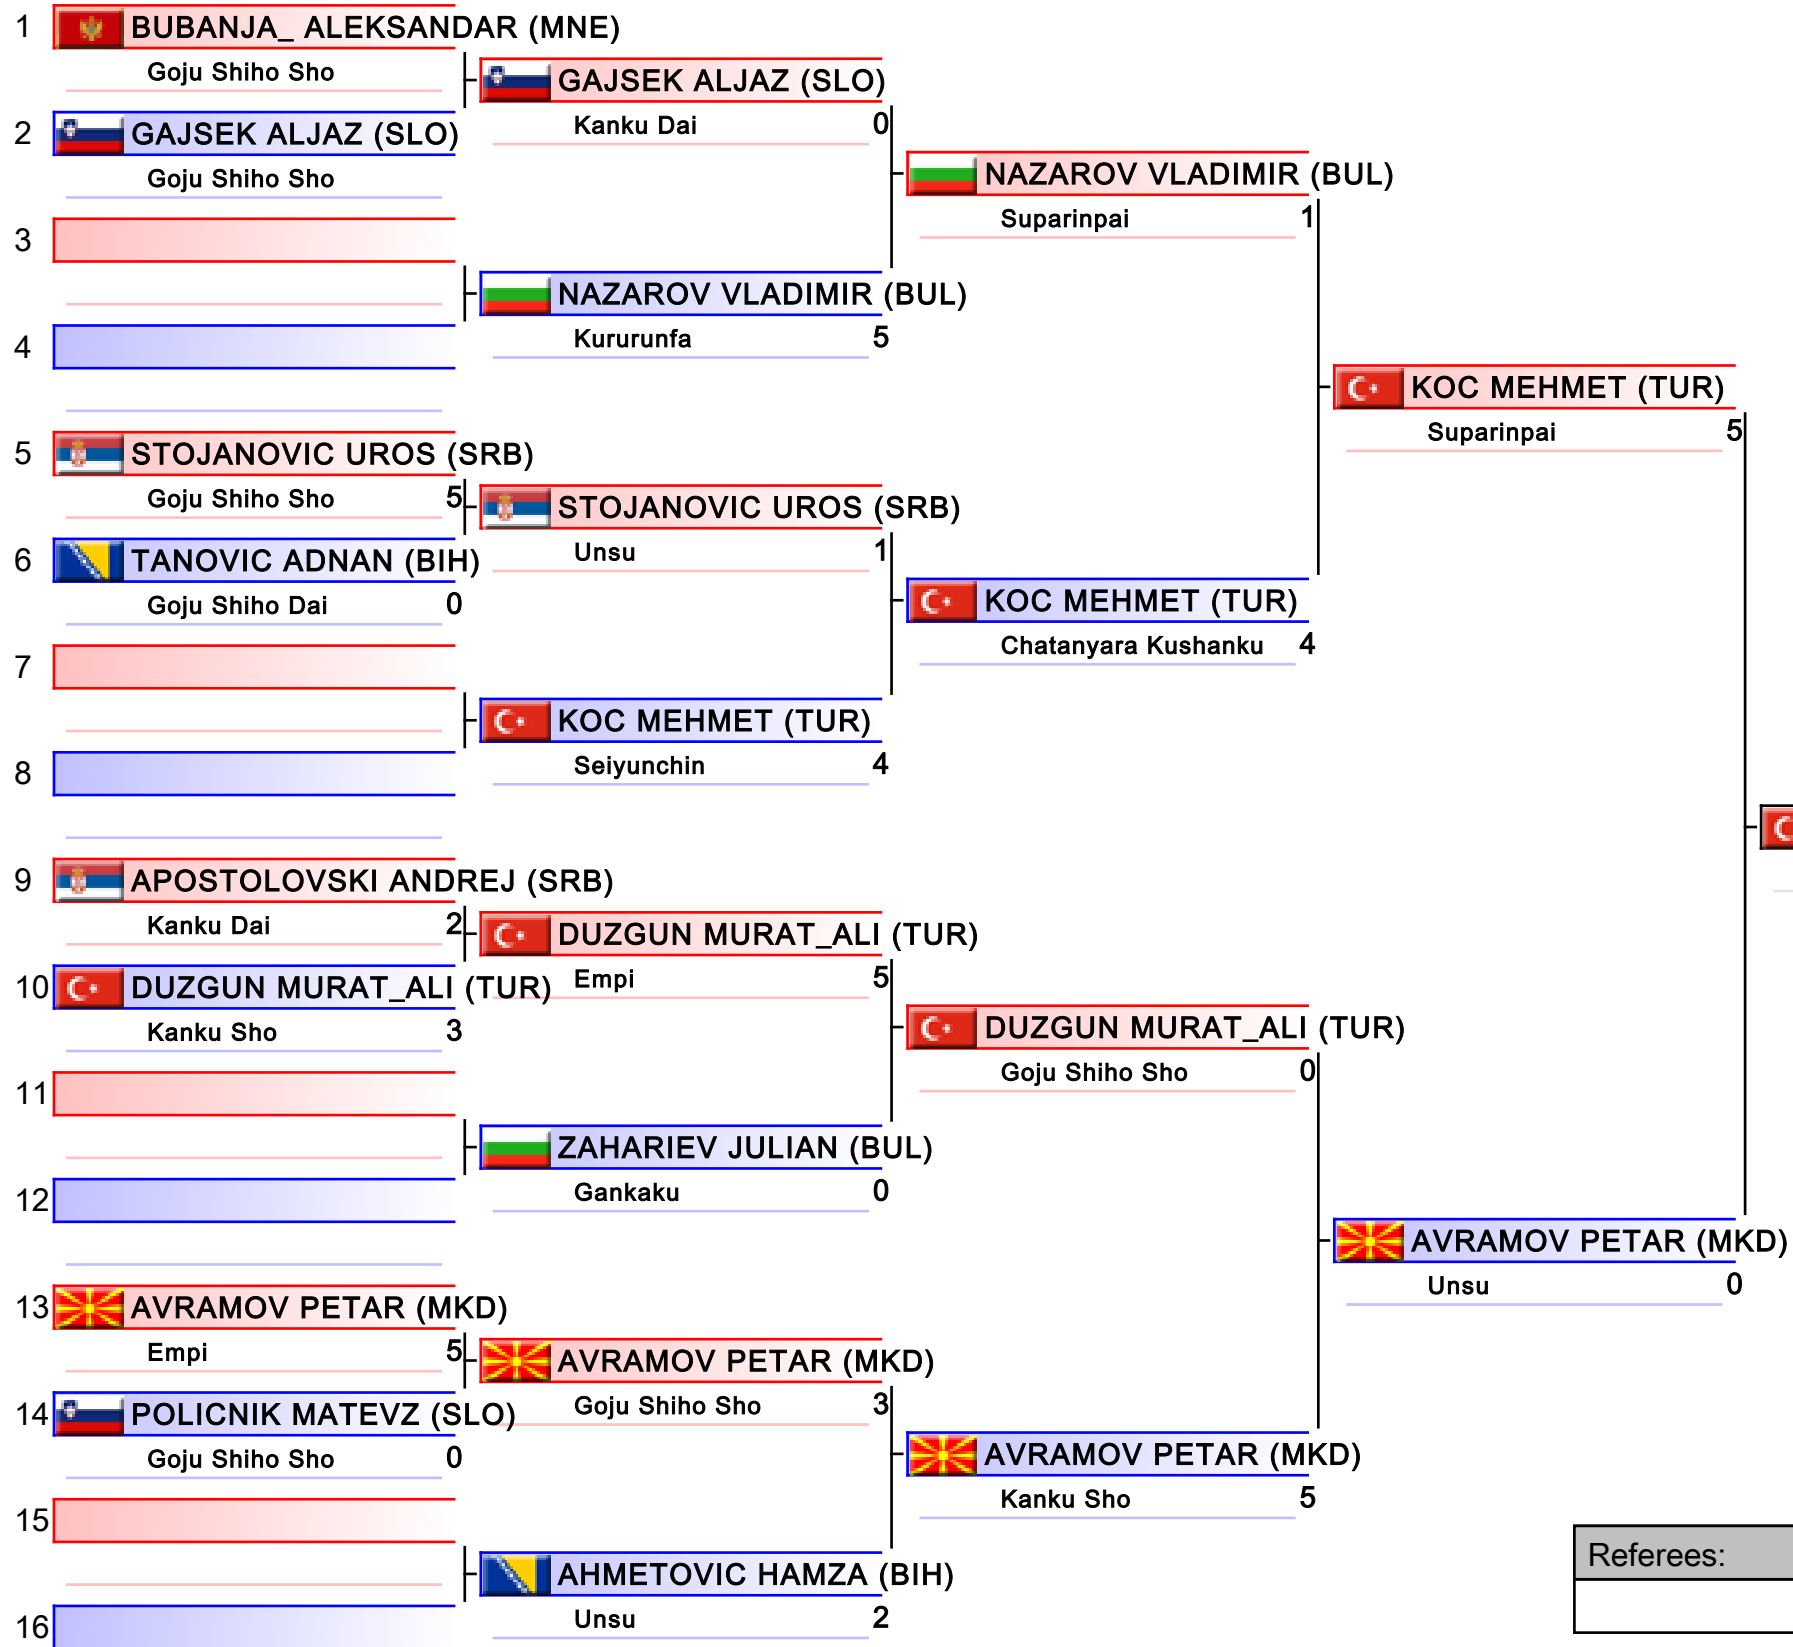 1 BUBANJA_ ALEKSANDAR (MNE)
Goju Shiho Sho
2 GAJSEK ALJAZ (SLO)
Goju Shiho Sho
3
4
5 STOJANOVIC UROS (SRB)
Goju Shiho Sho 5
6 TANOVIC ADNAN (BIH)
Goju Shiho Dai 0
7
8
9 APOSTOLOVSKI ANDREJ (SRB)
Kanku Dai 2
10 DUZGUN MURAT_ALI (TUR)
Kanku Sho 3
11
12
13 AVRAMOV PETAR (MKD)
Empi 5
14 POLICNIK MATEVZ (SLO)
Goju Shiho Sho 0
15
16
GAJSEK ALJAZ (SLO)
Kanku Dai 0
NAZAROV VLADIMIR (BUL)
Kururunfa 5
STOJANOVIC UROS (SRB)
Unsu 1
KOC MEHMET (TUR)
Seiyunchin 4
DUZGUN MURAT_ALI (TUR)
Empi 5
ZAHARIEV JULIAN (BUL)
Gankaku 0
AVRAMOV PETAR (MKD)
Goju Shiho Sho 3
AHMETOVIC HAMZA (BIH)
Unsu 2
NAZAROV VLADIMIR (BUL)
Suparinpai 1
KOC MEHMET (TUR)
Chatanyara Kushanku 4
DUZGUN MURAT_ALI (TUR)
Goju Shiho Sho 0
AVRAMOV PETAR (MKD)
Kanku Sho 5
KOC MEHMET (TUR)
Suparinpai 5
AVRAMOV PETAR (MKD)
Unsu 0
Referees: